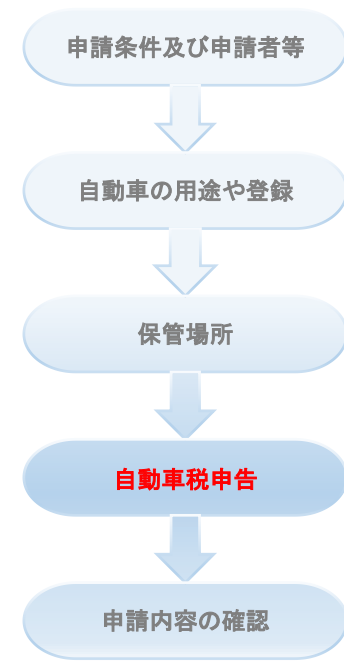 申請条件及び申請者等
自動車の用途や登録
保管場所
自動車税申告
申請内容の確認